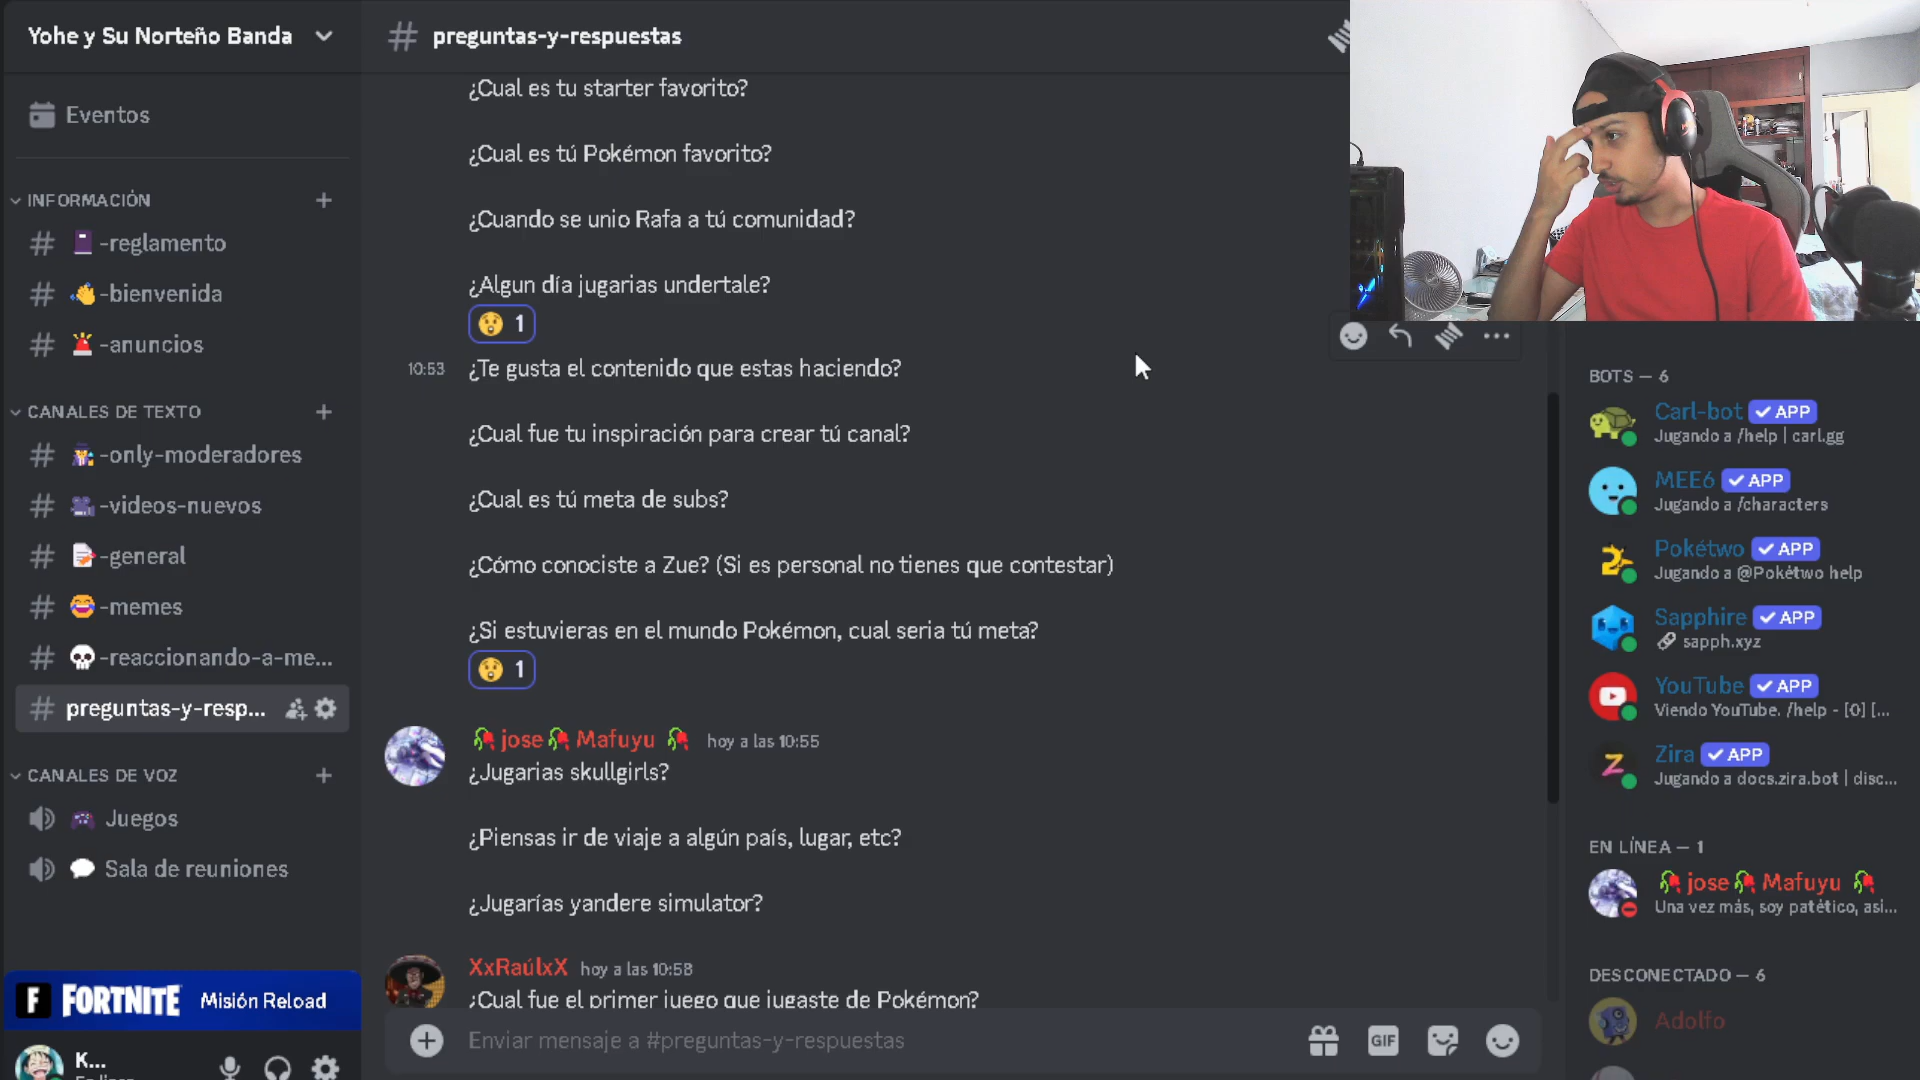 Yohe y Su Norteño Banda
Eventos
INFORMACIÓN
-reglamento
-bienvenida
-anuncios
CANALES DE TEXTO
-only-moderadores
-videos-nuevos
-general
-memes
-reaccionando-a-me...
preguntas-y-resp...
CANALES DE VOZ
Juegos
Sala de reuniones
FORTNITE Misión Reload
K...
# preguntas-y-respuestas
¿Cual es tu starter favorito?
¿Cual es tú Pokémon favorito?
¿Cuando se unio Rafa a tú comunidad?
¿Algun día jugarias undertale?
1
10:53 ¿Te gusta el contenido que estas haciendo?
¿Cual fue tu inspiración para crear tú canal?
¿Cual es tú meta de subs?
¿Cómo conociste a Zue? (Si es personal no tienes que contestar)
¿Si estuvieras en el mundo Pokémon, cual seria tú meta?
1
jose Mafuyu hoy a las 10:55
¿Jugarias skullgirls?
¿Piensas ir de viaje a algún país, lugar, etc?
¿Jugarías yandere simulator?
XxRaúlxX hoy a las 10:58
¿Cual fue el primer juego que jugaste de Pokémon?
Enviar mensaje a #preguntas-y-respuestas
GIF
BOTS — 6
Carl-bot APP
Jugando a /help | carl.gg
MEE6 APP
Jugando a /characters
Pokétwo APP
Jugando a @Pokétwo help
Sapphire APP
sapph.xyz
YouTube APP
Viendo YouTube. /help - [0] [...
Zira APP
Jugando a docs.zira.bot | disc...
EN LÍNEA — 1
jose Mafuyu
Una vez más, soy patético, asi...
DESCONECTADO — 6
Adolfo